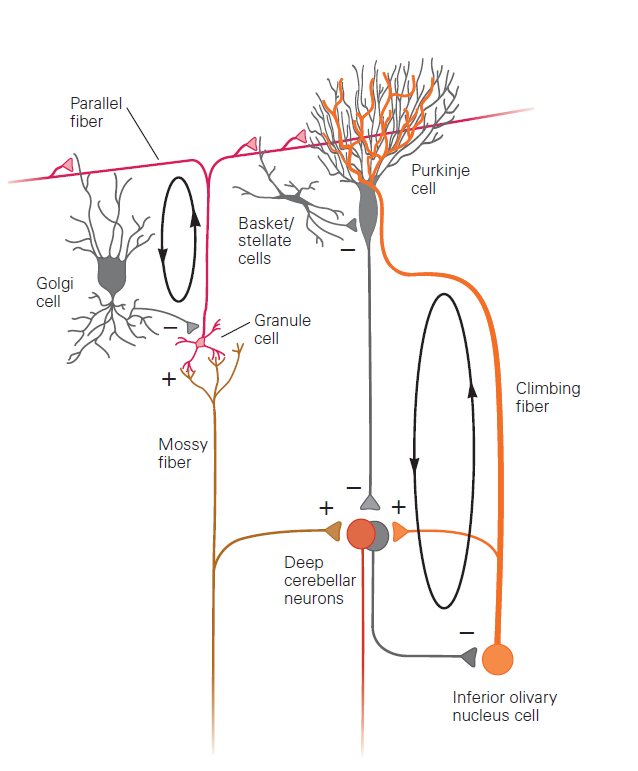 Parallel
fiber
Purkinje
cell
Basket/
stellate
cells
–
Golgi
cell
–
Granule
cell
+
Climbing
fiber
Mossy
fiber
–
+
+
Deep
cerebellar
neurons
–
Inferior olivary
nucleus cell